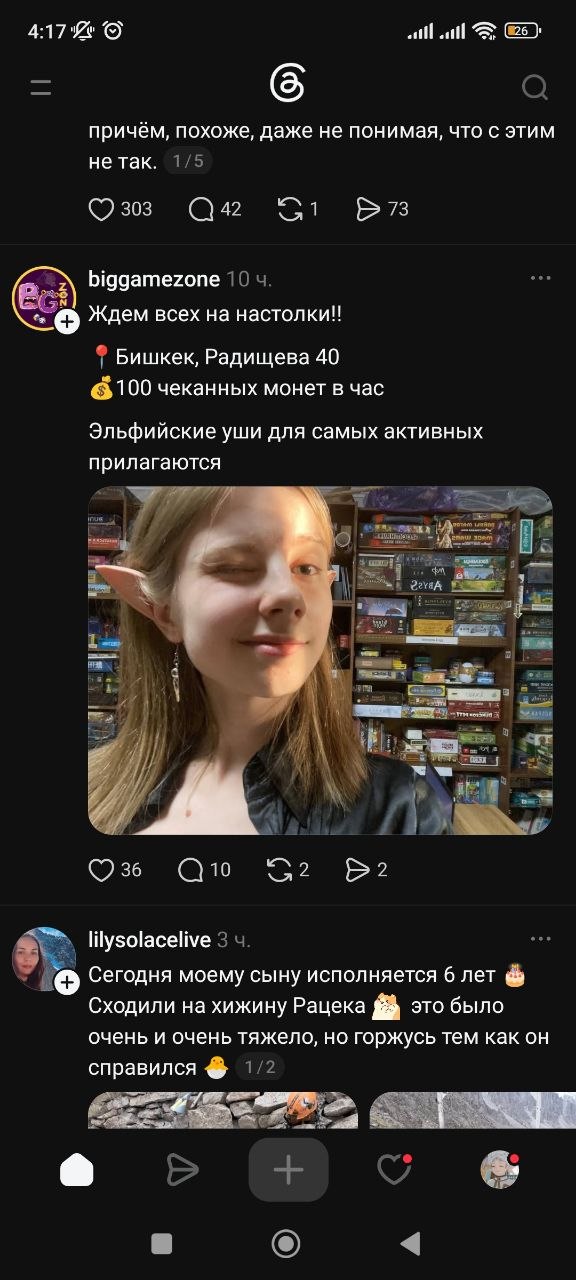 4:17
26
причём, похоже, даже не понимая, что с этим
не так. 1/5
303 42 1 73
biggamezone 10 ч.
Ждем всех на настолки!!
📍Бишкек, Радищева 40
💰100 чеканных монет в час
Эльфийские уши для самых активных
прилагаются
ABYSS
36 10 2 2
lilysolacelive 3 ч.
Сегодня моему сыну исполняется 6 лет 🎂
Сходили на хижину Рацека 🐹 это было
очень и очень тяжело, но горжусь тем как он
справился 🐣 1/2